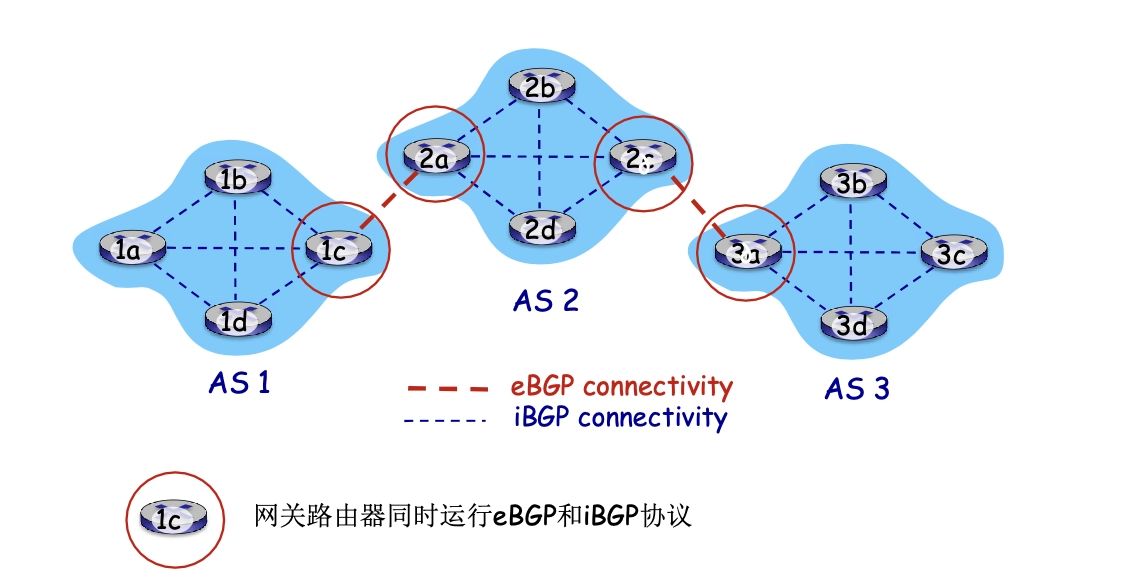 2b
2a
2c
2d
AS 2
1b
1a
1c
1d
AS 1
3b
3a
3c
3d
AS 3
eBGP connectivity
iBGP connectivity
1c
网关路由器同时运行eBGP和iBGP协议